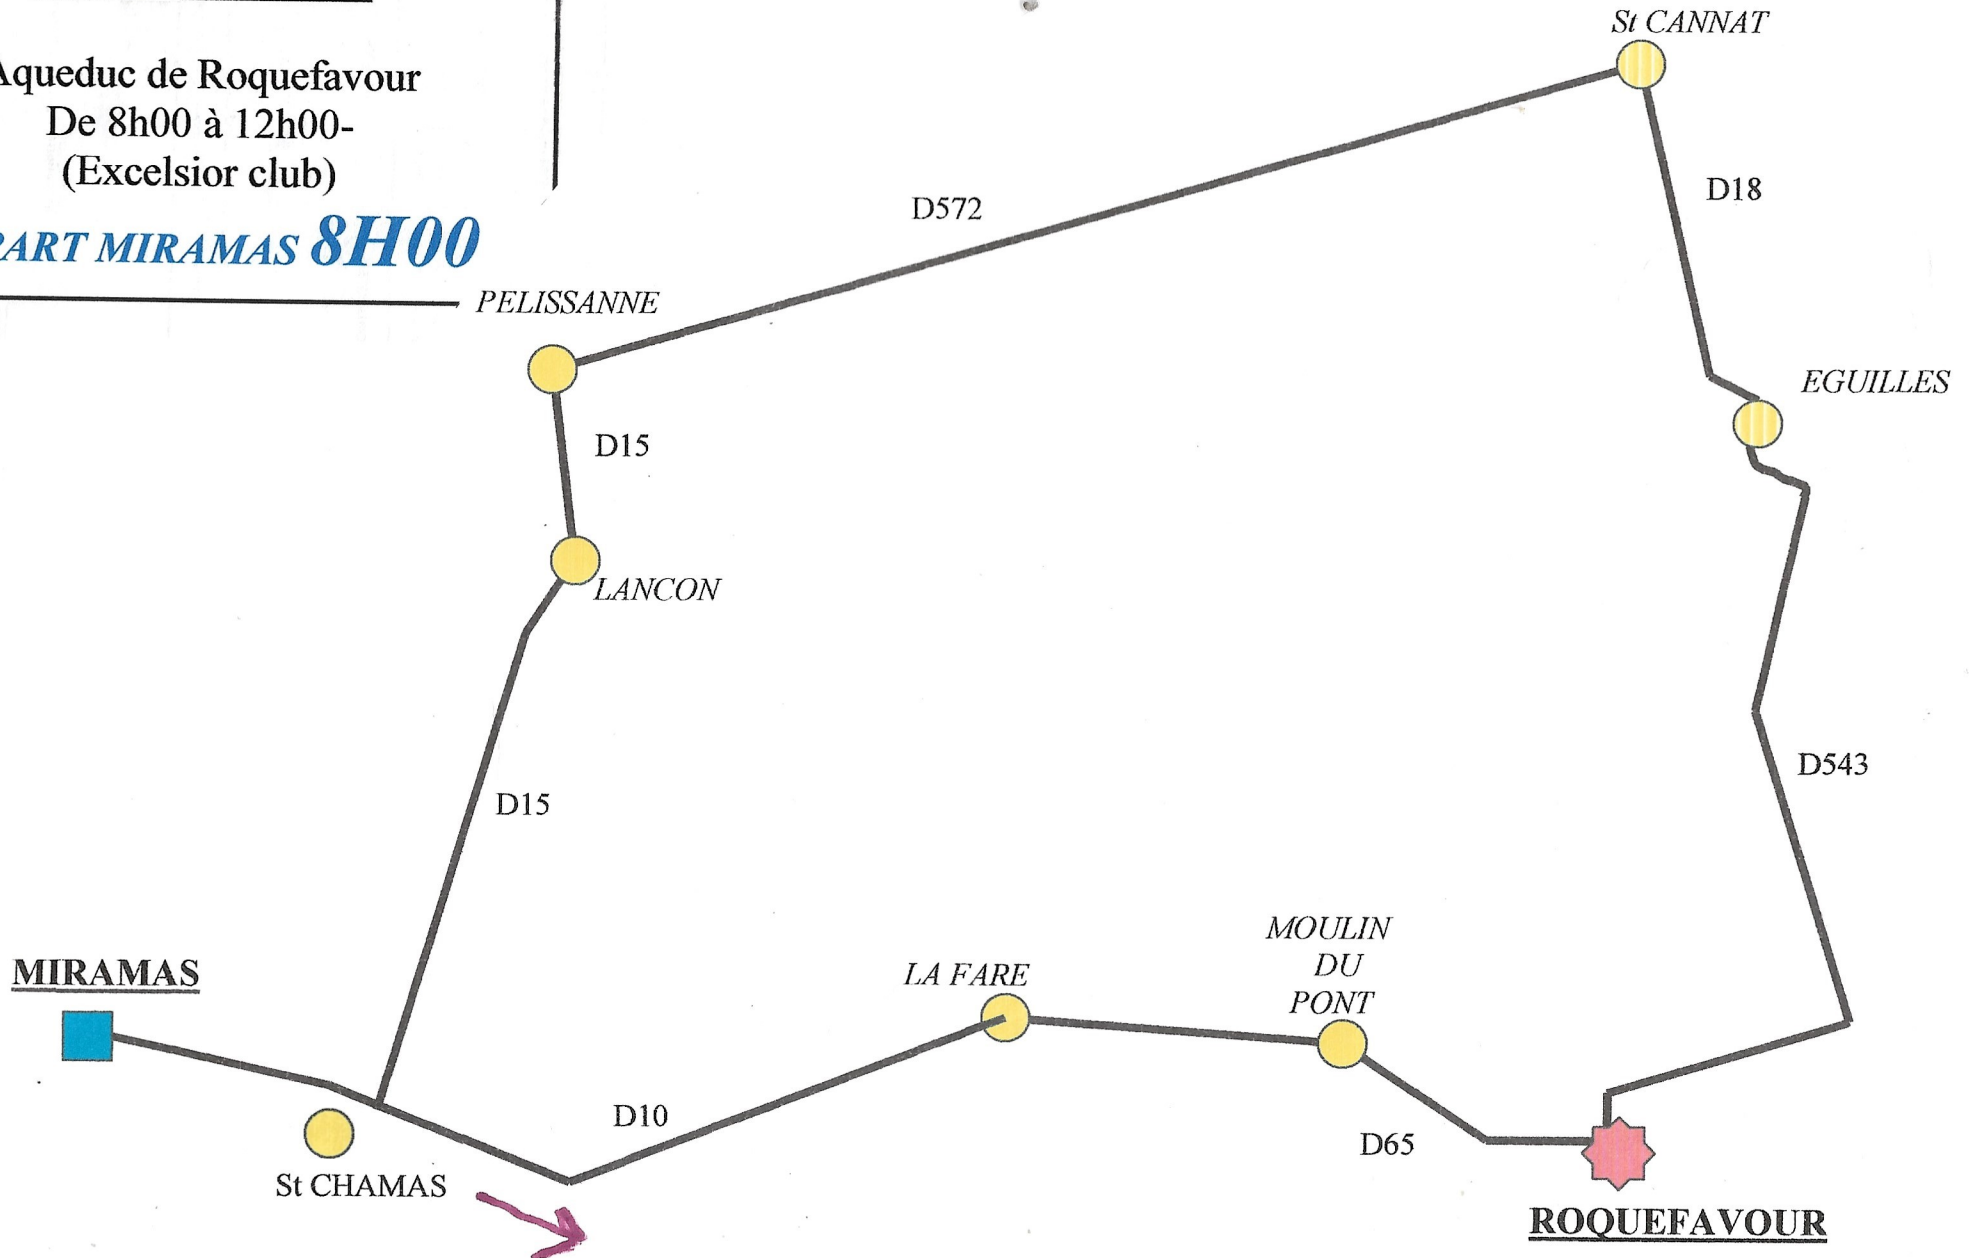 Aqueduc de Roquefavour
De 8h00 à 12h00-
(Excelsior club)
PART MIRAMAS 8H00
St CANNAT
D18
D572
PELISSANNE
EGUILLES
D15
LANCON
D543
D15
MOULIN
DU
PONT
LA FARE
MIRAMAS
D10
D65
St CHAMAS
ROQUEFAVOUR